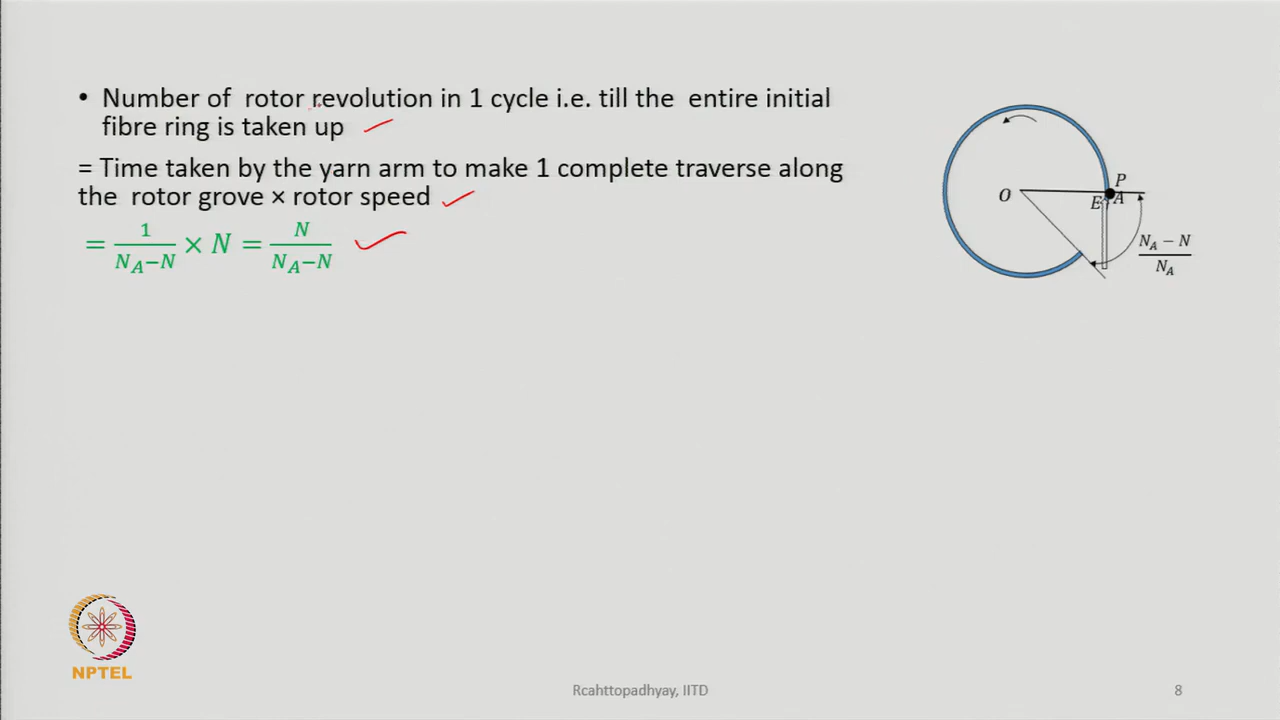 • Number of rotor revolution in 1 cycle i.e. till the entire initial
fibre ring is taken up
= Time taken by the yarn arm to make 1 complete traverse along
the rotor grove × rotor speed
= 1/(N_A−N) × N = N/(N_A−N)
P
O
E A
(N_A − N)/N_A
NPTEL
Rcahttopadhyay, IITD
8